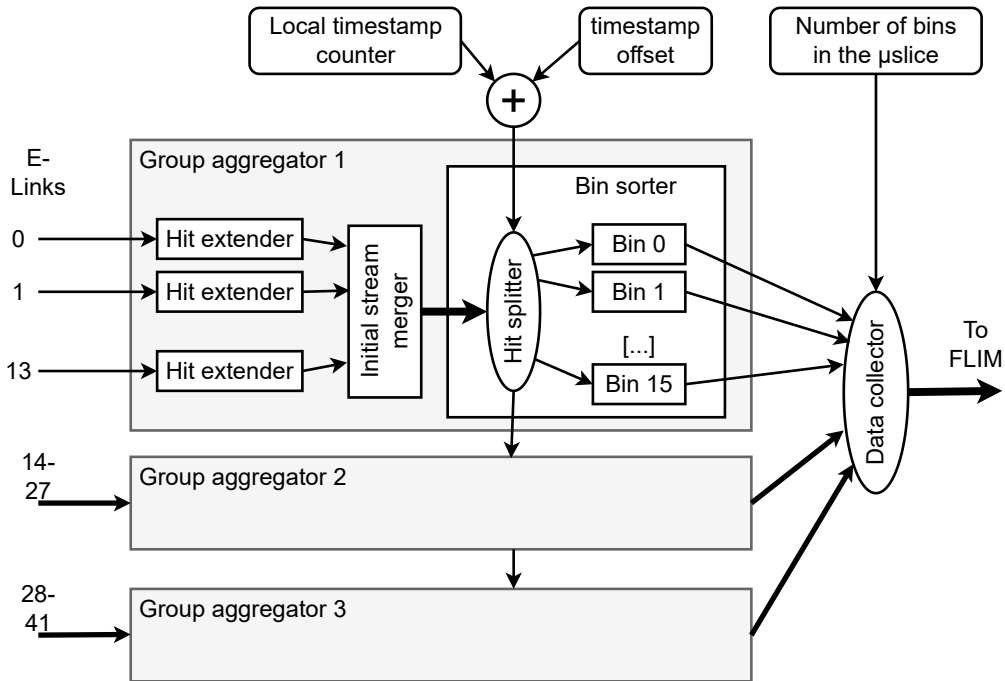 Local timestamp
counter
timestamp
offset
Number of bins
in the μslice
+
E-
Links
Group aggregator 1
Bin sorter
0
Hit extender
1
Hit extender
13
Hit extender
Initial stream
merger
Hit splitter
Bin 0
Bin 1
[...]
Bin 15
Data collector
To
FLIM
14-
27
Group aggregator 2
28-
41
Group aggregator 3